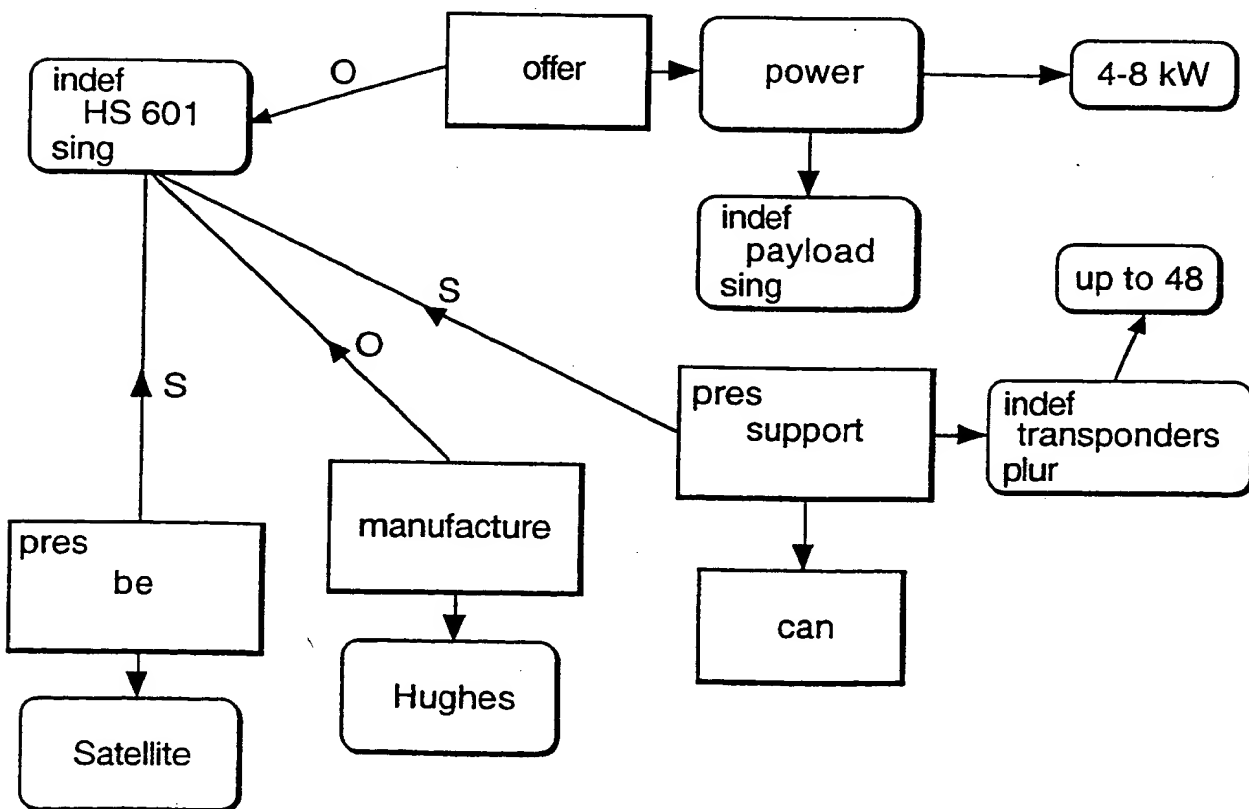 indef
HS 601
sing
O
offer
power
4-8 kW
indef
payload
sing
up to 48
S
O
S
pres
support
indef
transponders
plur
manufacture
pres
be
can
Hughes
Satellite